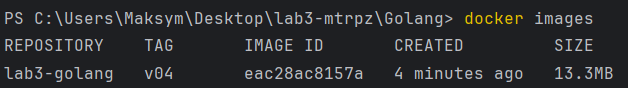 PS C:\Users\Maksym\Desktop\lab3-mtrpz\Golang> docker images
REPOSITORY    TAG       IMAGE ID       CREATED         SIZE
lab3-golang   v04       eac28ac8157a   4 minutes ago   13.3MB